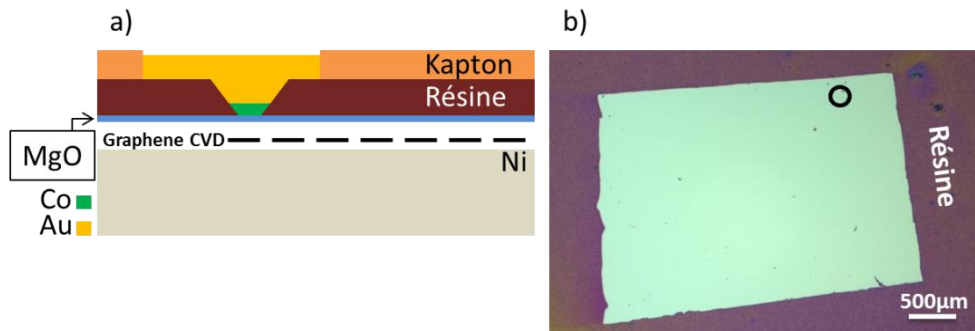 a)
Kapton
Résine
Graphene CVD
Ni
MgO
Co
Au
b)
Résine
500µm